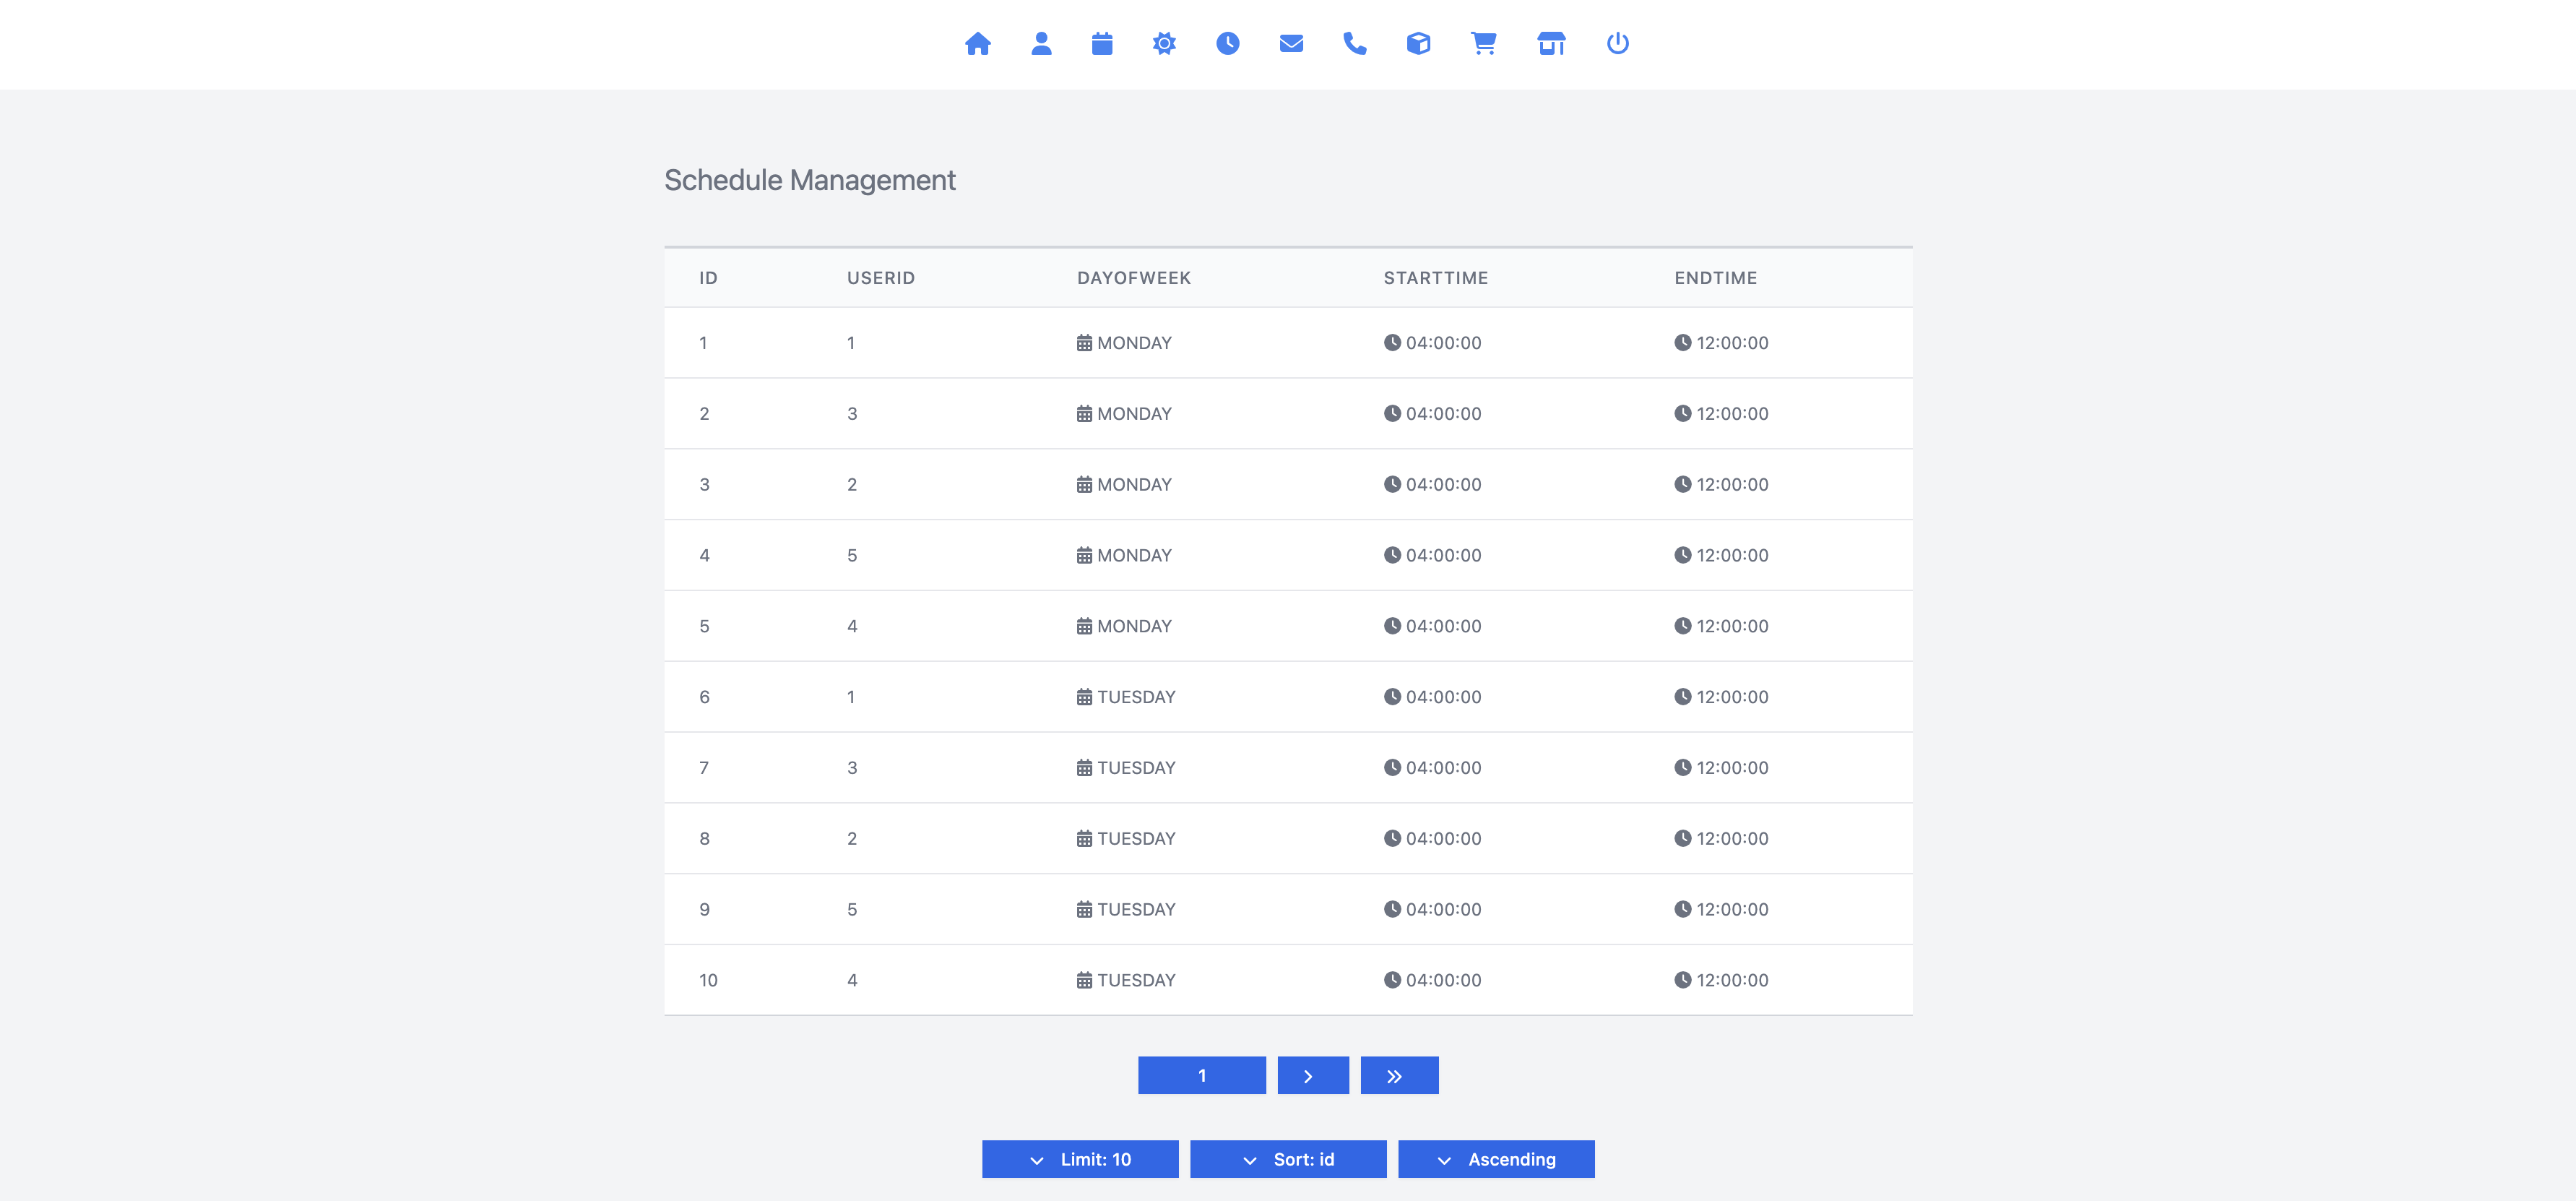 Schedule Management
ID USERID DAYOFWEEK STARTTIME ENDTIME
1 1 MONDAY 04:00:00 12:00:00
2 3 MONDAY 04:00:00 12:00:00
3 2 MONDAY 04:00:00 12:00:00
4 5 MONDAY 04:00:00 12:00:00
5 4 MONDAY 04:00:00 12:00:00
6 1 TUESDAY 04:00:00 12:00:00
7 3 TUESDAY 04:00:00 12:00:00
8 2 TUESDAY 04:00:00 12:00:00
9 5 TUESDAY 04:00:00 12:00:00
10 4 TUESDAY 04:00:00 12:00:00
1
Limit: 10 Sort: id Ascending